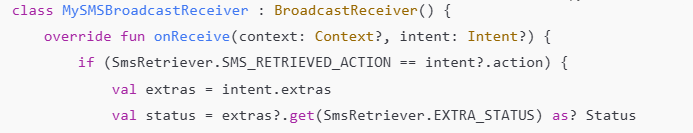 class MySMSBroadcastReceiver : BroadcastReceiver() {
override fun onReceive(context: Context?, intent: Intent?) {
if (SmsRetriever.SMS_RETRIEVED_ACTION == intent?.action) {
val extras = intent.extras
val status = extras?.get(SmsRetriever.EXTRA_STATUS) as? Status